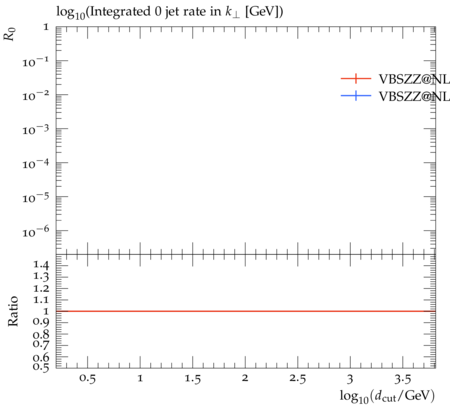 log₁₀(Integrated 0 jet rate in k⊥ [GeV])
R₀
1
10⁻¹
10⁻²
10⁻³
10⁻⁴
10⁻⁵
10⁻⁶
VBSZZ@NL
VBSZZ@NL
Ratio
1.4
1.3
1.2
1.1
1
0.9
0.8
0.7
0.6
0.5
0.5 1 1.5 2 2.5 3 3.5
log₁₀(d_cut/GeV)